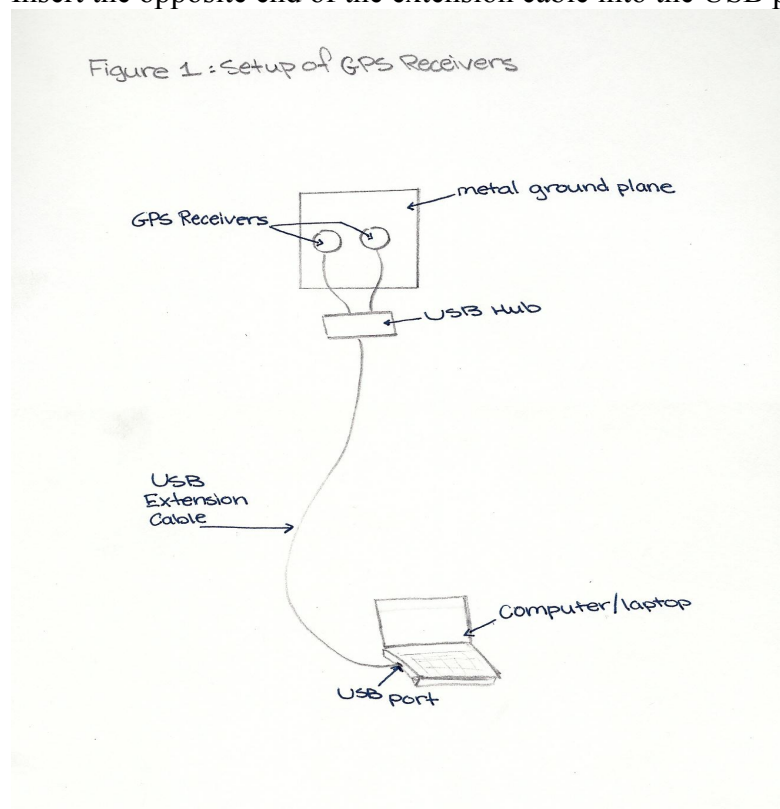 Insert the opposite end of the extension cable into the USB p
Figure 1: Setup of GPS Receivers
metal ground plane
GPS Receivers
USB Hub
USB
Extension
Cable
Computer/laptop
USB port